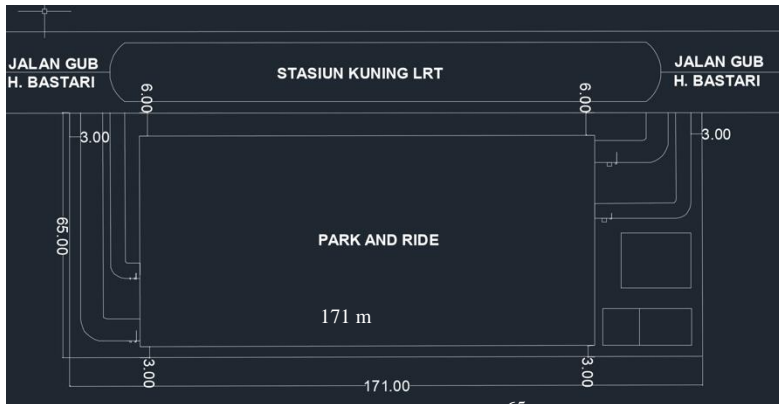 JALAN GUB
H. BASTARI
STASIUN KUNING LRT
JALAN GUB
H. BASTARI
6.00
6.00
3.00
3.00
65.00
PARK AND RIDE
171 m
3.00
3.00
171.00